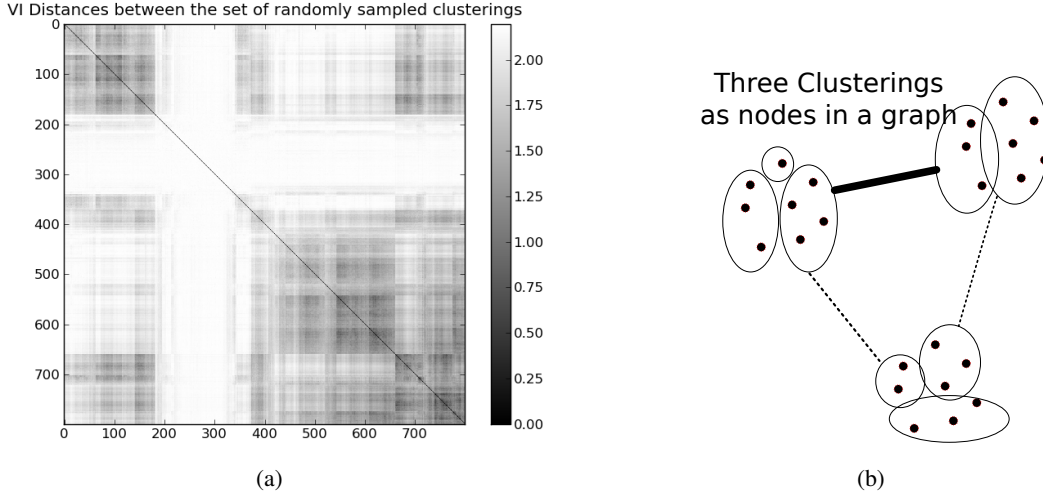 VI Distances between the set of randomly sampled clusterings
0
100
200
300
400
500
600
700
0 100 200 300 400 500 600 700
2.00
1.75
1.50
1.25
1.00
0.75
0.50
0.25
0.00
(a)
Three Clusterings
as nodes in a graph
(b)